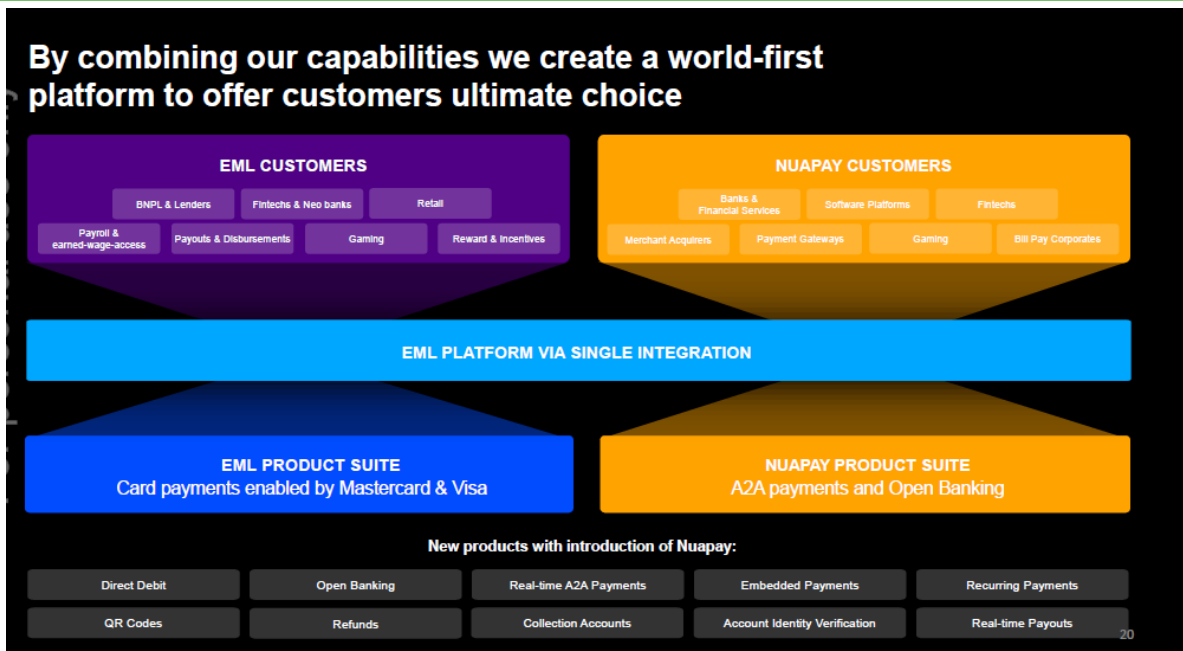 By combining our capabilities we create a world-first
platform to offer customers ultimate choice
EML CUSTOMERS
BNPL & Lenders
Fintechs & Neo banks
Retail
Payroll &
earned-wage-access
Payouts & Disbursements
Gaming
Reward & Incentives
NUAPAY CUSTOMERS
Banks &
Financial Services
Software Platforms
Fintechs
Merchant Acquirers
Payment Gateways
Gaming
Bill Pay Corporates
EML PLATFORM VIA SINGLE INTEGRATION
EML PRODUCT SUITE
Card payments enabled by Mastercard & Visa
NUAPAY PRODUCT SUITE
A2A payments and Open Banking
New products with introduction of Nuapay:
Direct Debit
Open Banking
Real-time A2A Payments
Embedded Payments
Recurring Payments
QR Codes
Refunds
Collection Accounts
Account Identity Verification
Real-time Payouts
20